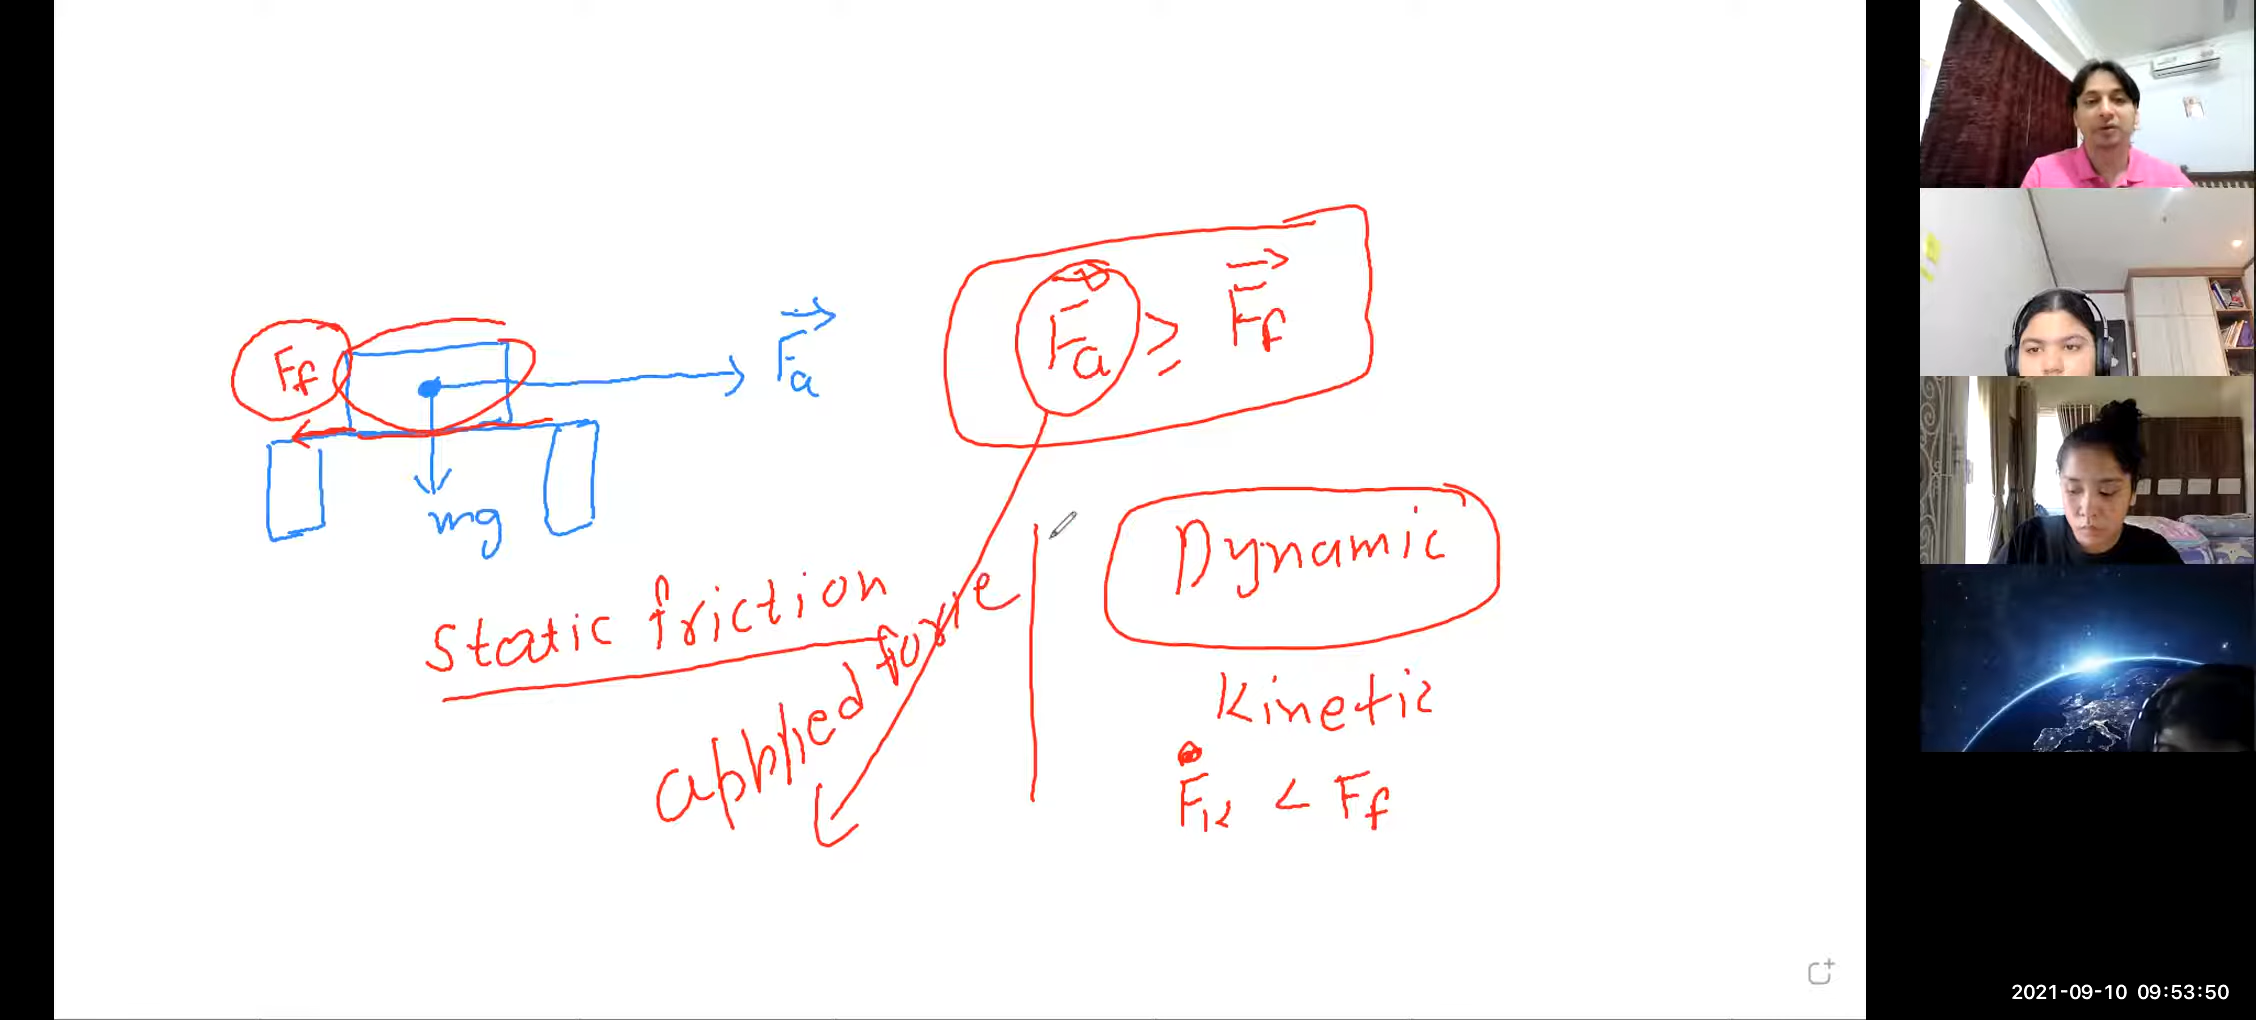 Fa
Ff
mg
Fa ≥ Ff
static friction
applied force
Dynamic
Kinetic
FK < Ff
2021-09-10 09:53:50